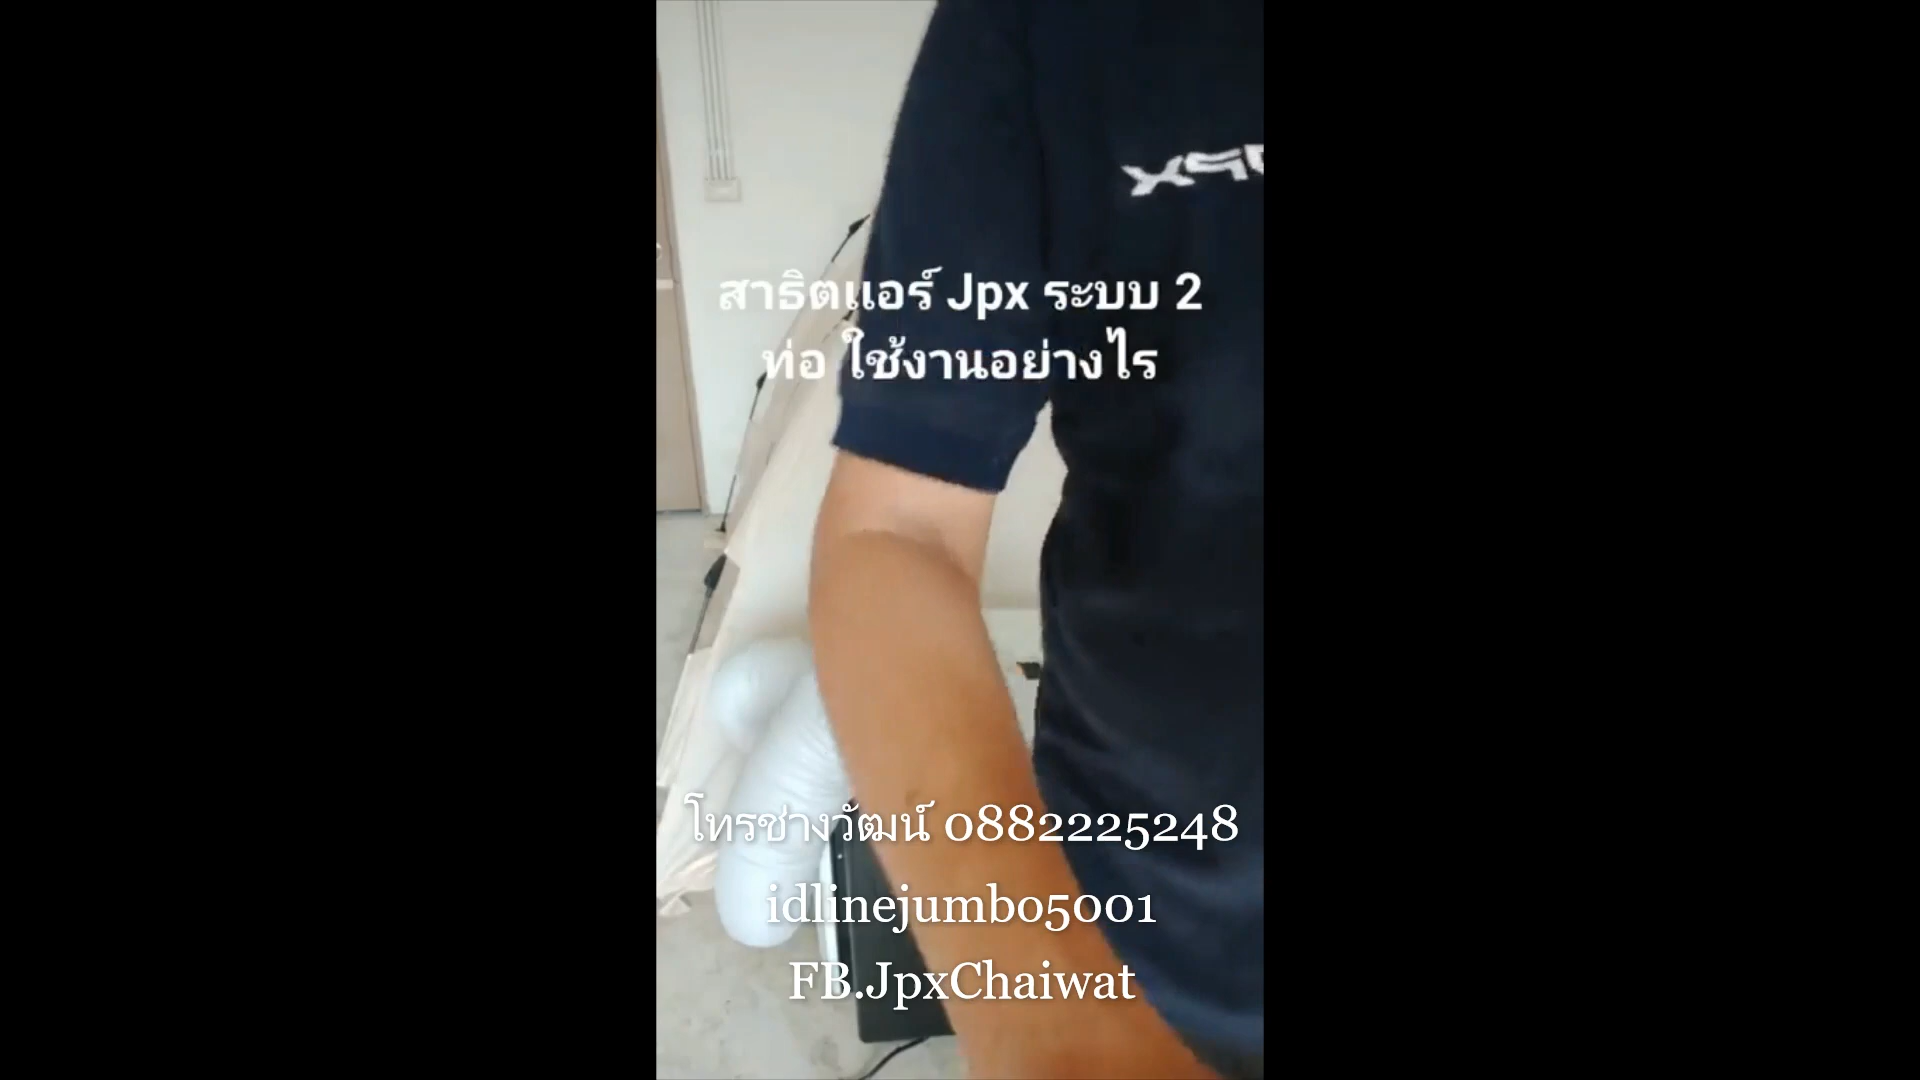 สาธิตแอร์ Jpx ระบบ 2
ท่อ ใช้งานอย่างไร
โทรช่างวัฒน์ 0882225248
idlinejumbo5001
FB.JpxChaiwat